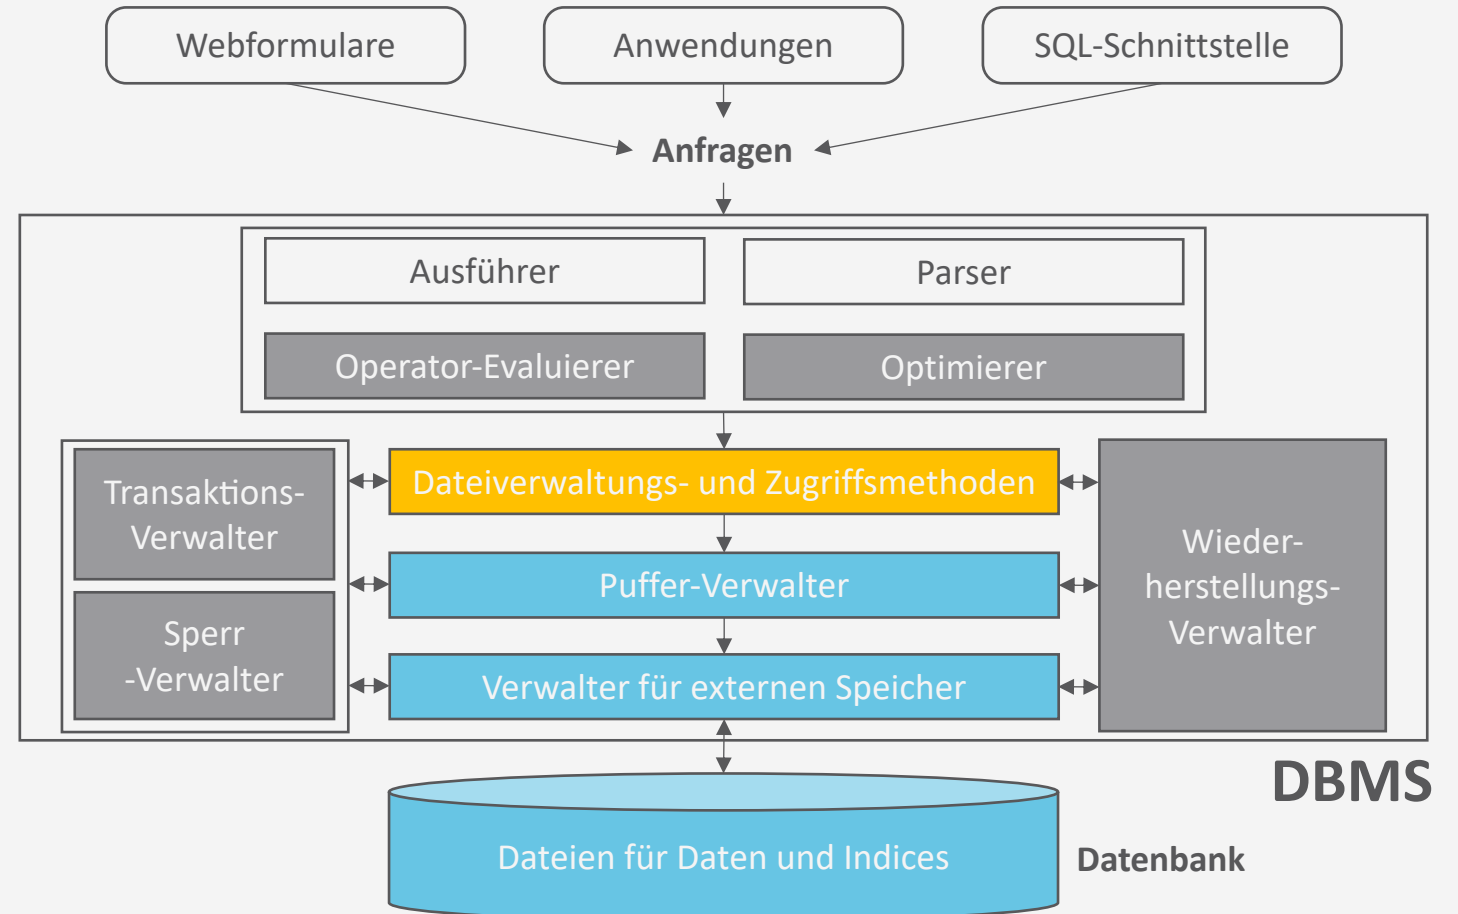 Webformulare
Anwendungen
SQL-Schnittstelle
Anfragen
Ausführer
Parser
Operator-Evaluierer
Optimierer
Transaktions-
Verwalter
Sperr
-Verwalter
Dateiverwaltungs- und Zugriffsmethoden
Puffer-Verwalter
Verwalter für externen Speicher
Wieder-
herstellungs-
Verwalter
DBMS
Dateien für Daten und Indices
Datenbank